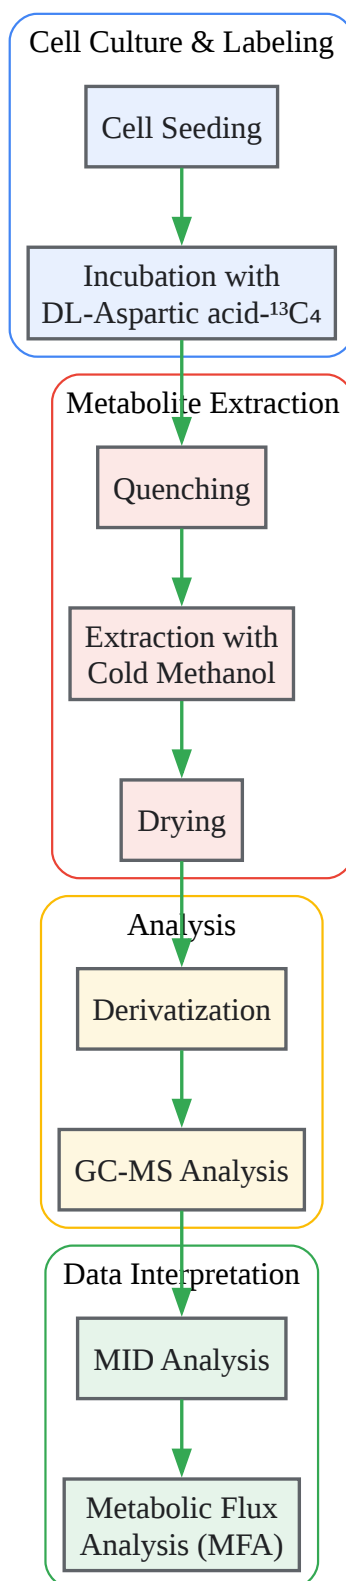 Cell Culture & Labeling
Cell Seeding
Incubation with
DL-Aspartic acid-¹³C₄
Metabolite Extraction
Quenching
Extraction with
Cold Methanol
Drying
Analysis
Derivatization
GC-MS Analysis
Data Interpretation
MID Analysis
Metabolic Flux
Analysis (MFA)